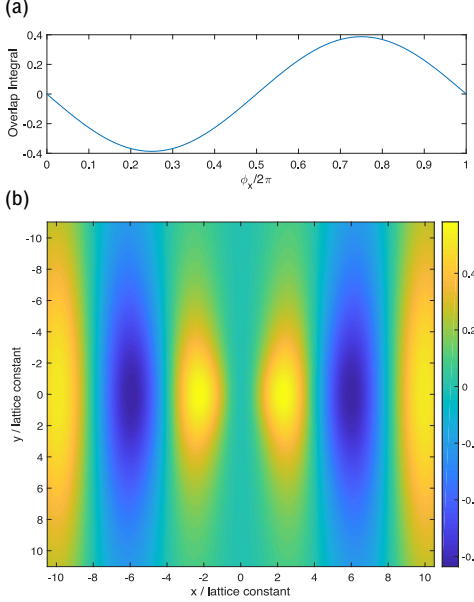 (a)
Overlap Integral
0.4
0.2
0
-0.2
-0.4
0 0.1 0.2 0.3 0.4 0.5 0.6 0.7 0.8 0.9 1
ϕx/2π
(b)
y / lattice constant
-10
-8
-6
-4
-2
0
2
4
6
8
10
-10 -8 -6 -4 -2 0 2 4 6 8 10
x / lattice constant
0.4
0.2
0